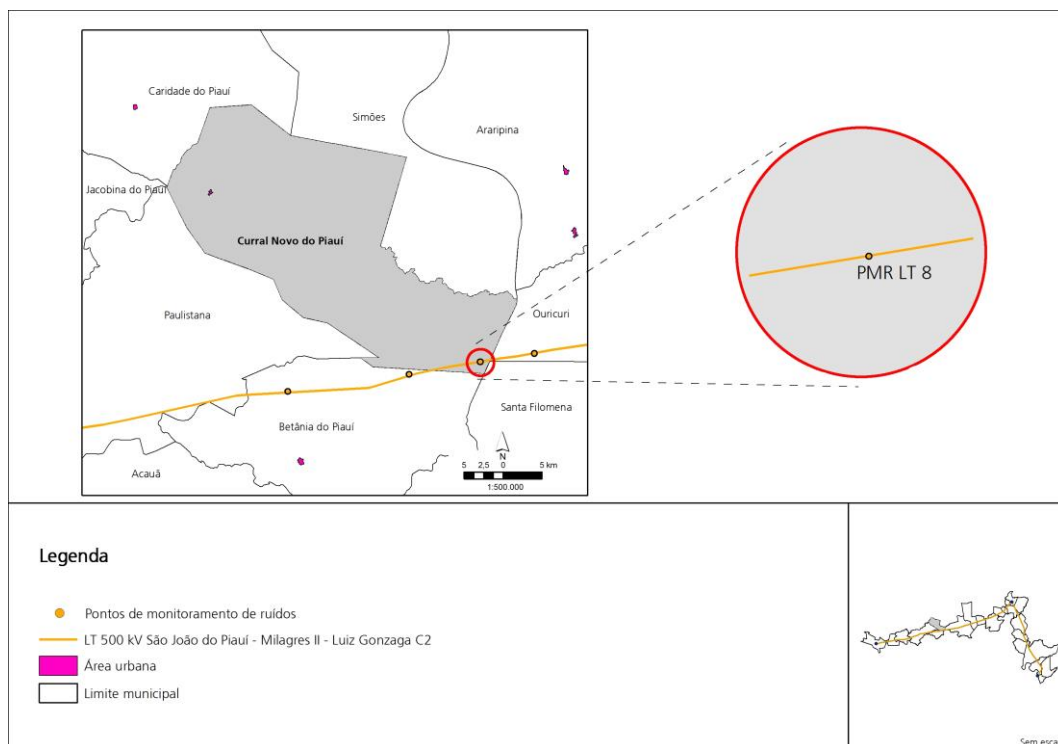 Caridade do Piauí
Simões
Araripina
Jacobina do Piauí
Curral Novo do Piauí
Paulistana
Ouricuri
PMR LT 8
Santa Filomena
Betânia do Piauí
Acauã
N
5 2,5 0 5 km
1:500.000
Legenda
Pontos de monitoramento de ruídos
LT 500 kV São João do Piauí - Milagres II - Luiz Gonzaga C2
Área urbana
Limite municipal
Sem esca